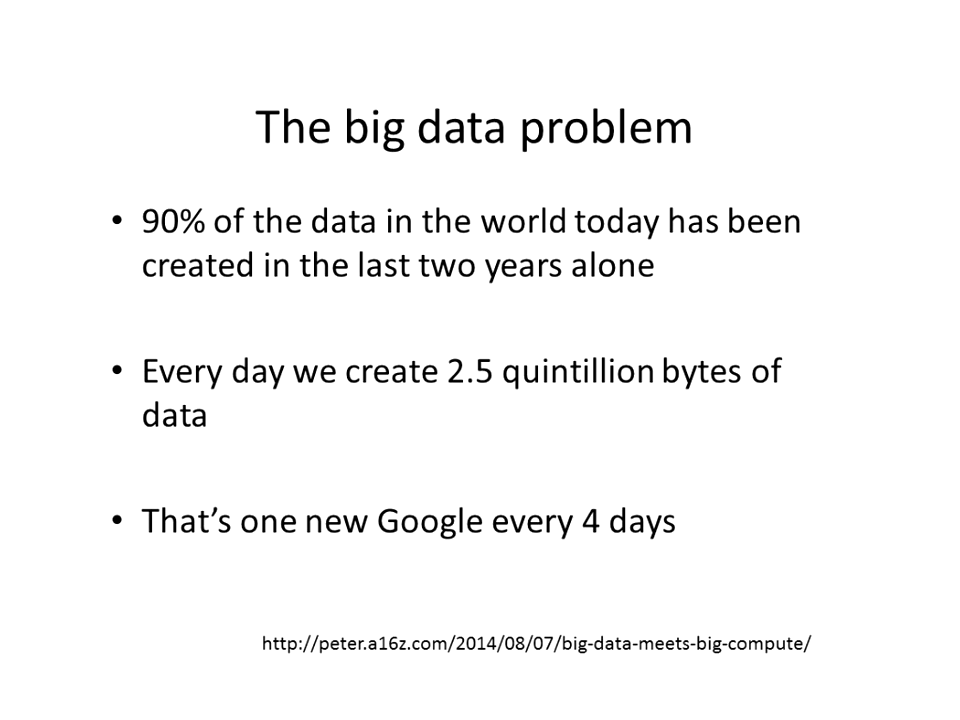 The big data problem
• 90% of the data in the world today has been
created in the last two years alone
• Every day we create 2.5 quintillion bytes of
data
• That’s one new Google every 4 days
http://peter.a16z.com/2014/08/07/big-data-meets-big-compute/